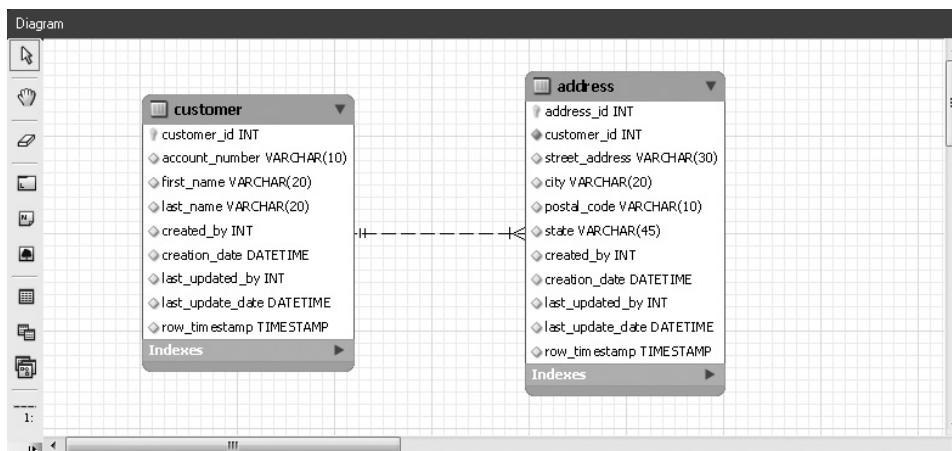 Diagram
customer
customer_id INT
account_number VARCHAR(10)
first_name VARCHAR(20)
last_name VARCHAR(20)
created_by INT
creation_date DATETIME
last_updated_by INT
last_update_date DATETIME
row_timestamp TIMESTAMP
Indexes
address
address_id INT
customer_id INT
street_address VARCHAR(30)
city VARCHAR(20)
postal_code VARCHAR(10)
state VARCHAR(45)
created_by INT
creation_date DATETIME
last_updated_by INT
last_update_date DATETIME
row_timestamp TIMESTAMP
Indexes
1: